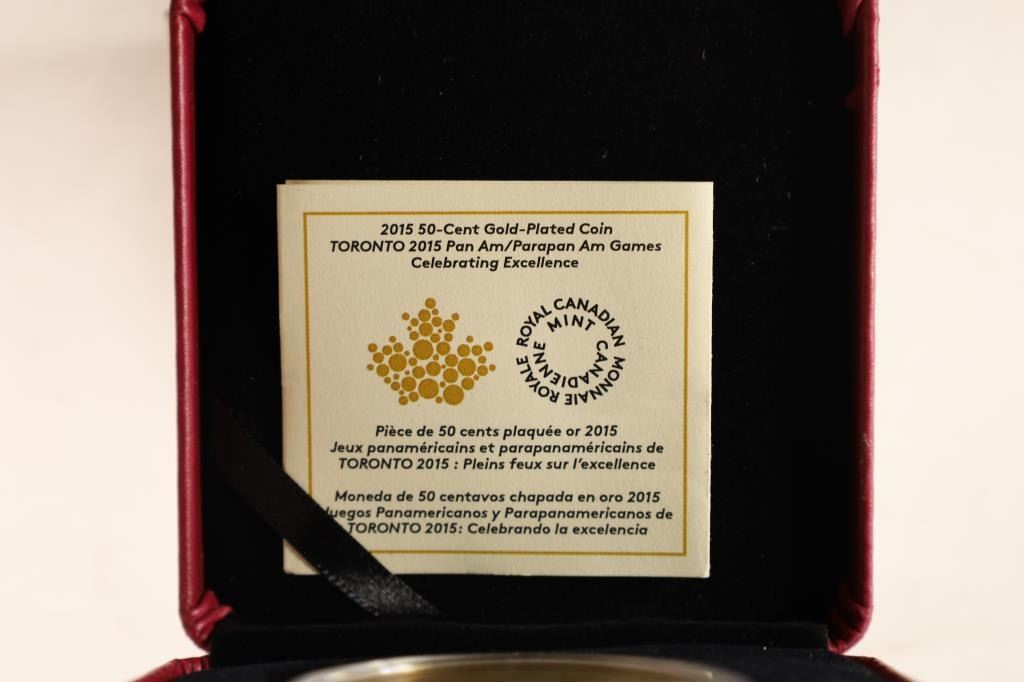 2015 50-Cent Gold-Plated Coin
TORONTO 2015 Pan Am/Parapan Am Games
Celebrating Excellence
ROYAL CANADIAN MINT
MONNAIE ROYALE CANADIENNE
Pièce de 50 cents plaquée or 2015
Jeux panaméricains et parapanaméricains de
TORONTO 2015 : Pleins feux sur l'excellence
Moneda de 50 centavos chapada en oro 2015
Juegos Panamericanos y Parapanamericanos de
TORONTO 2015: Celebrando la excelencia